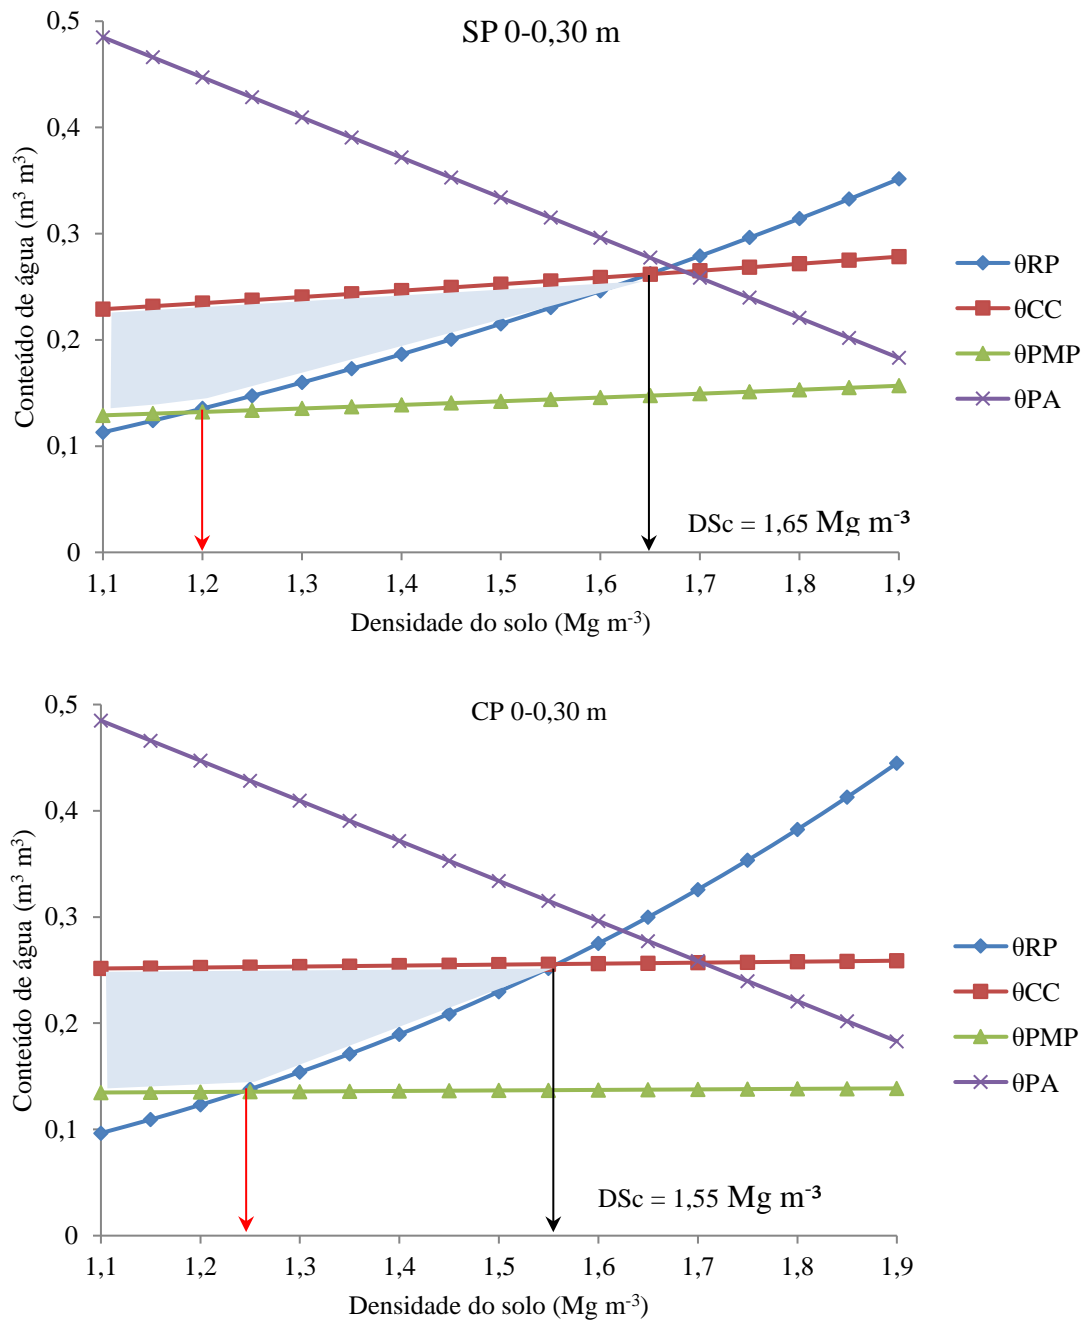 SP 0-0,30 m
0,5
0,4
0,3
0,2
0,1
0
Conteúdo de água (m³ m³)
1,1 1,2 1,3 1,4 1,5 1,6 1,7 1,8 1,9
Densidade do solo (Mg m⁻³)
DSc = 1,65 Mg m⁻³
θRP
θCC
θPMP
θPA
CP 0-0,30 m
0,5
0,4
0,3
0,2
0,1
0
Conteúdo de água (m³ m³)
1,1 1,2 1,3 1,4 1,5 1,6 1,7 1,8 1,9
Densidade do solo (Mg m⁻³)
DSc = 1,55 Mg m⁻³
θRP
θCC
θPMP
θPA